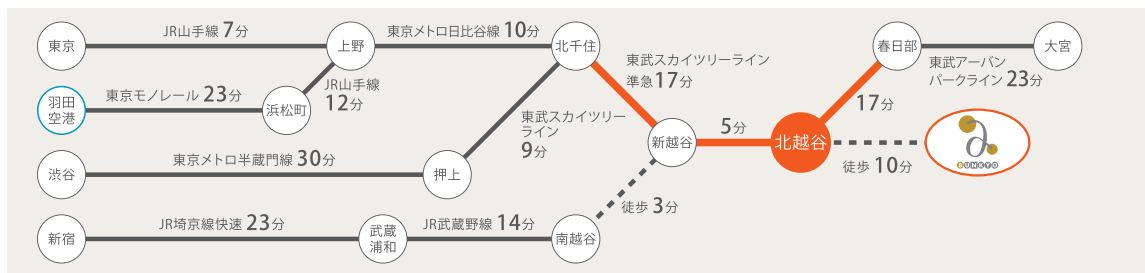 東京
JR山手線 7分
上野
東京メトロ日比谷線 10分
北千住
東武スカイツリーライン
準急17分
春日部
東武アーバン
パークライン 23分
大宮
羽田
空港
東京モノレール 23分
浜松町
JR山手線
12分
東武スカイツリー
ライン
9分
新越谷
5分
北越谷
17分
徒歩 10分
BUNKYO
渋谷
東京メトロ半蔵門線 30分
押上
徒歩 3分
新宿
JR埼京線快速 23分
武蔵
浦和
JR武蔵野線 14分
南越谷